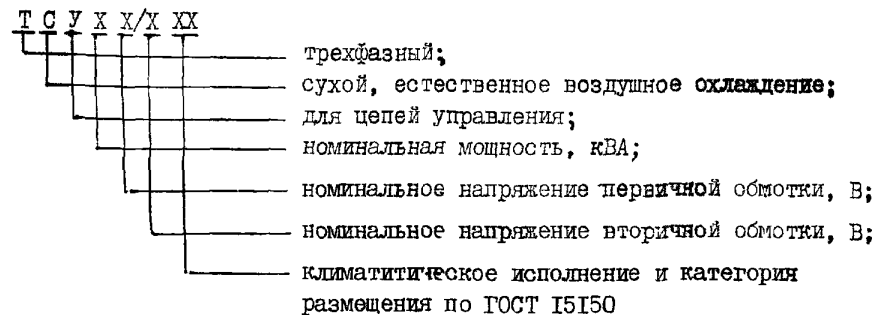 Т С У Х Х/Х ХХ
трехфазный;
сухой, естественное воздушное охлаждение;
для цепей управления;
номинальная мощность, кВА;
номинальное напряжение первичной обмотки, В;
номинальное напряжение вторичной обмотки, В;
климатитическое исполнение и категория
размещения по ГОСТ I5I50